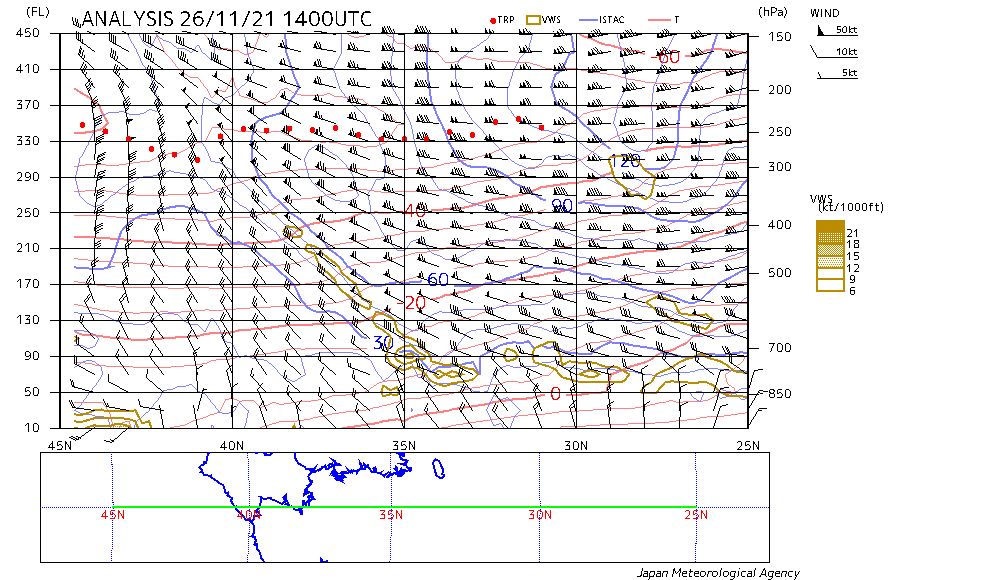 ANALYSIS 26/11/21 1400UTC
(FL) TRP VWS ISTAC T (hPa) WIND
450 150 50kt
10kt
410 -60
5kt
370 200
330 250
120
290 300
VWS
250 40 90 (kt/1000ft)
400
21
210 18
15
60 500 12
170 20 9
6
130
30 700
90
50 0 850
10
45N 40N 35N 30N 25N
45N 40N 35N 30N 25N
Japan Meteorological Agency